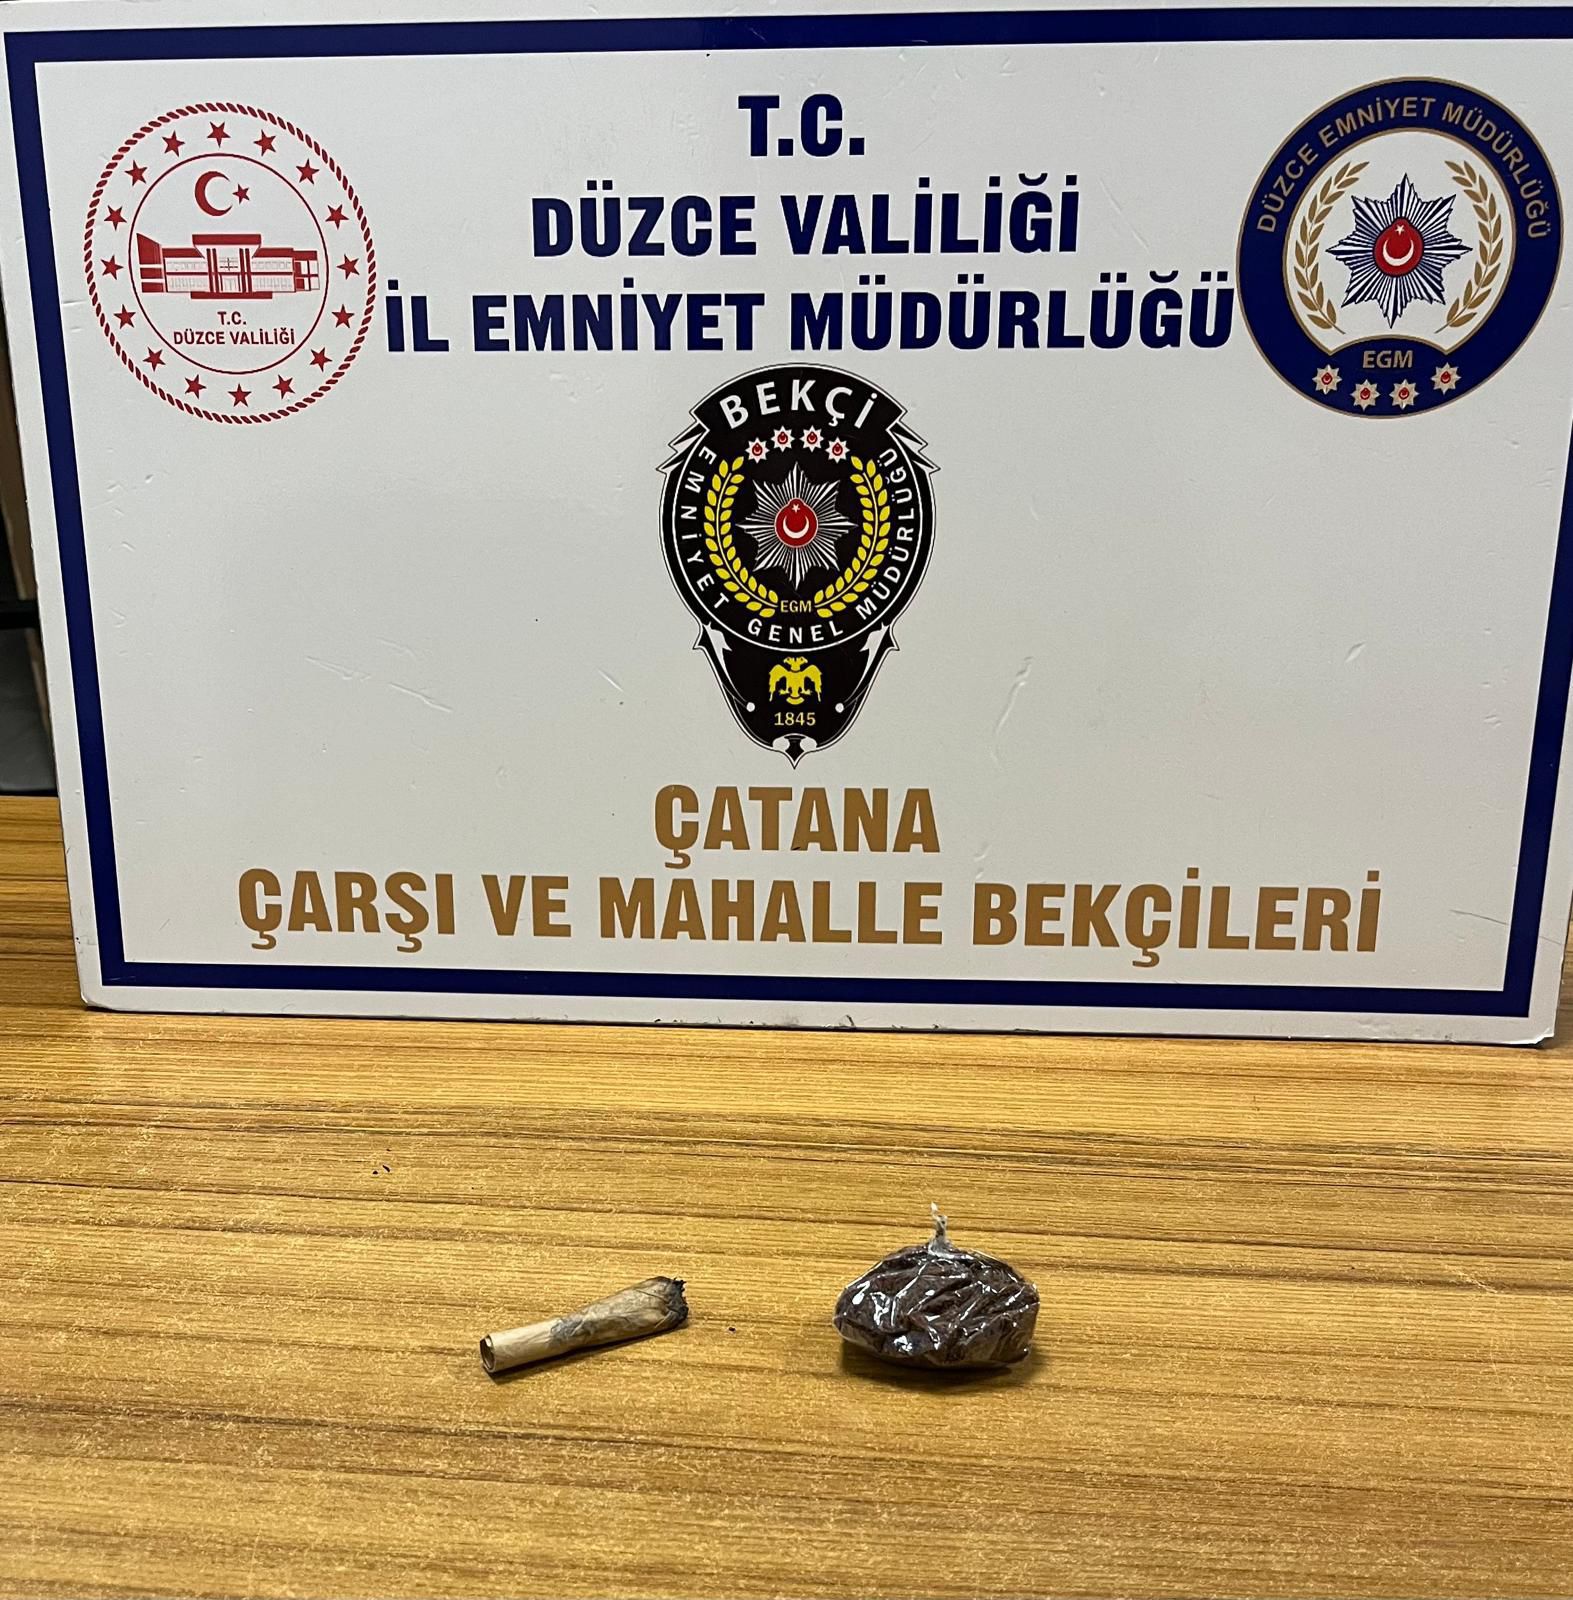 T.C.
DÜZCE VALİLİĞİ
İL EMNİYET MÜDÜRLÜĞÜ
T.C.
DÜZCE VALİLİĞİ
DÜZCE EMNİYET MÜDÜRLÜĞÜ
EGM
BEKÇİ
EMNİYET GENEL MÜDÜRLÜĞÜ
EGM
1845
ÇATANA
ÇARŞI VE MAHALLE BEKÇİLERİ